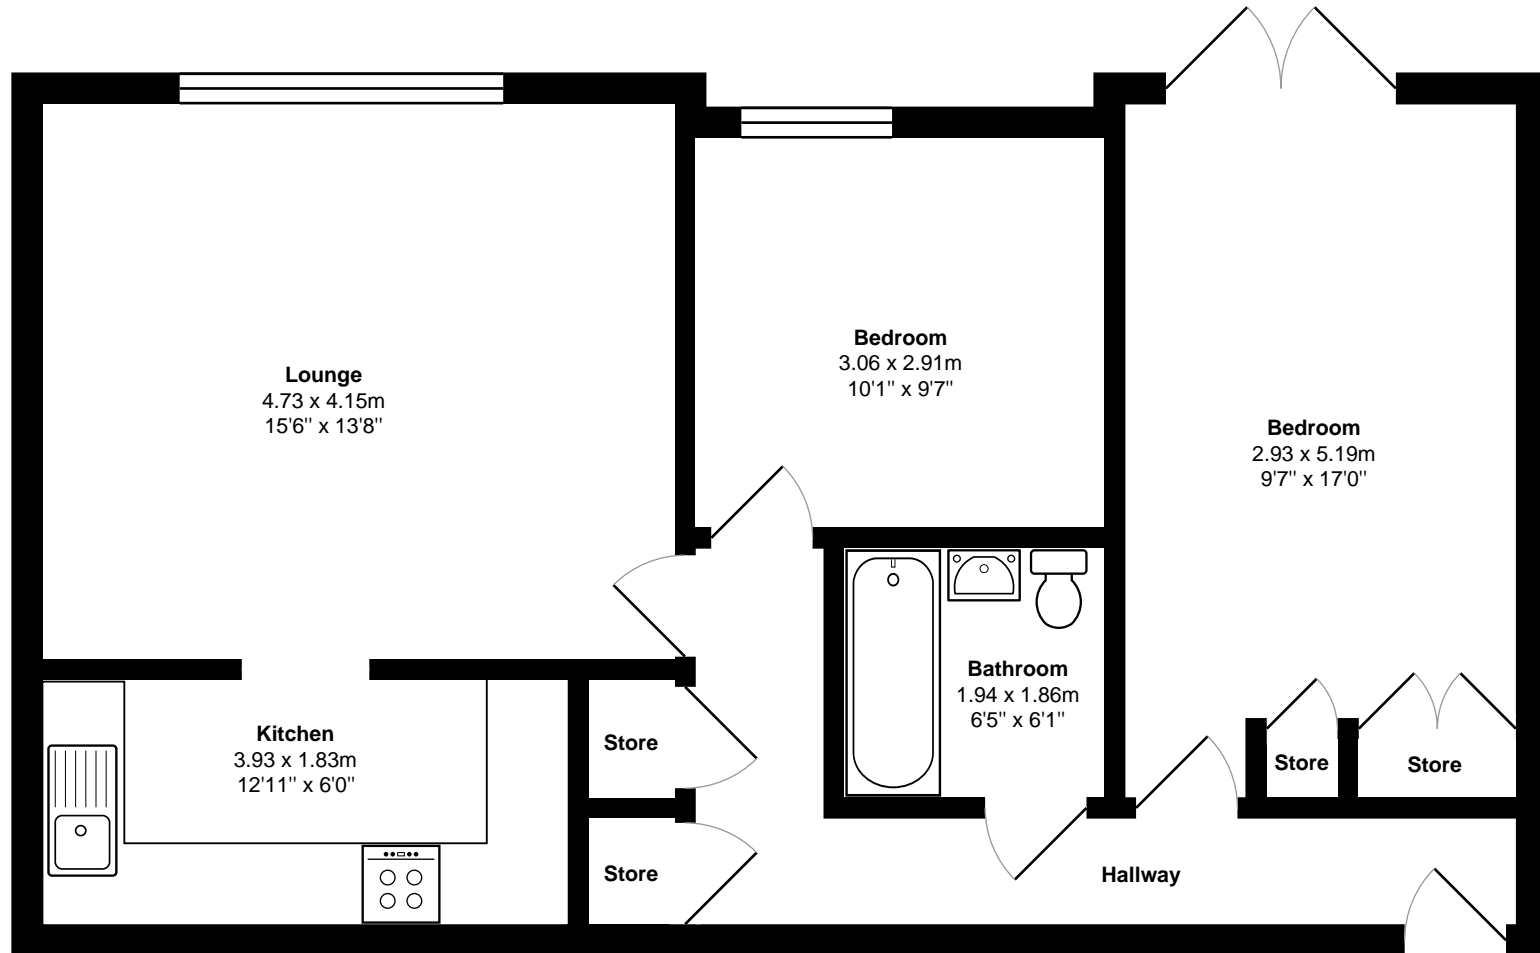 Lounge
4.73 x 4.15m
15'6" x 13'8"
Bedroom
3.06 x 2.91m
10'1" x 9'7"
Bedroom
2.93 x 5.19m
9'7" x 17'0"
Kitchen
3.93 x 1.83m
12'11" x 6'0"
Store
Store
Bathroom
1.94 x 1.86m
6'5" x 6'1"
Store
Store
Hallway